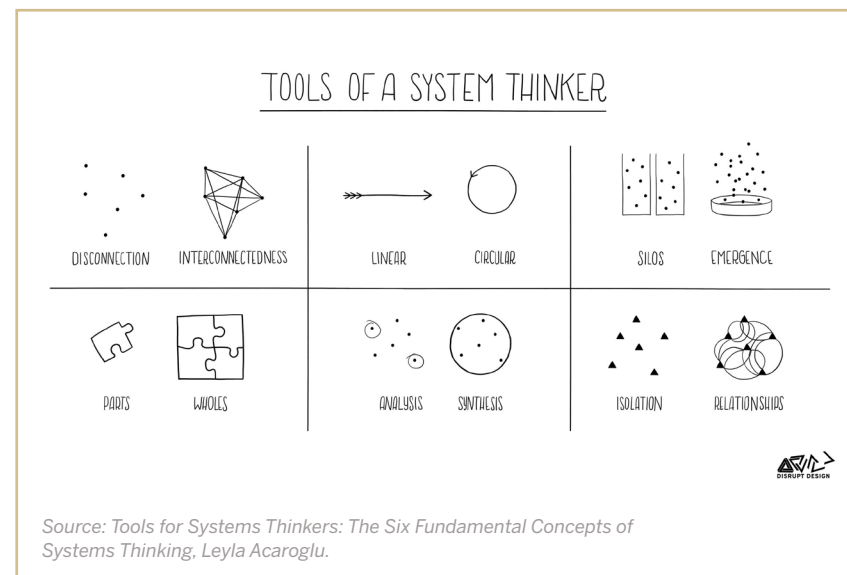 TOOLS OF A SYSTEM THINKER
DISCONNECTION INTERCONNECTEDNESS LINEAR CIRCULAR SILOS EMERGENCE
PARTS WHOLES ANALYSIS SYNTHESIS ISOLATION RELATIONSHIPS
DISRUPT DESIGN
Source: Tools for Systems Thinkers: The Six Fundamental Concepts of
Systems Thinking, Leyla Acaroglu.